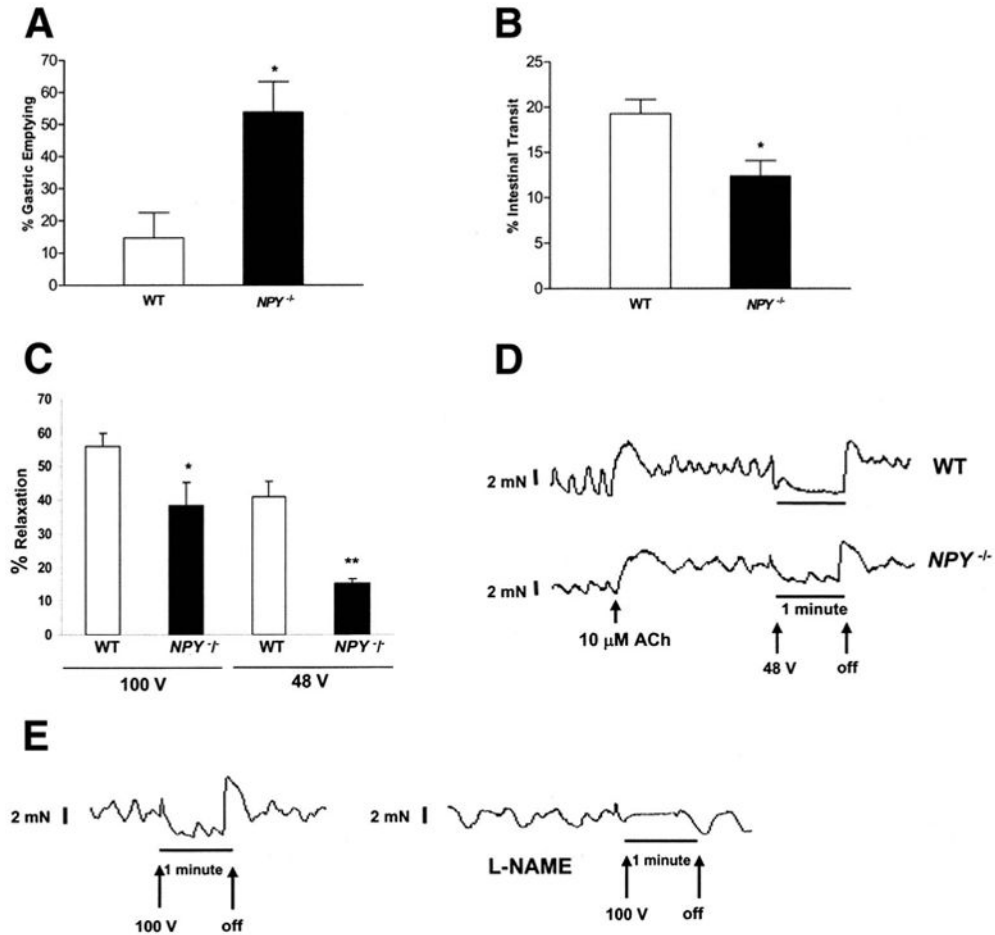 A
% Gastric Emptying
70
60
50
40
30
20
10
0
*
WT
NPY -/-
B
% Intestinal Transit
25
20
15
10
5
0
*
WT
NPY -/-
C
% Relaxation
70
60
50
40
30
20
10
0
*
**
WT
NPY -/-
WT
NPY -/-
100 V
48 V
D
2 mN
WT
2 mN
NPY -/-
10 μM ACh
1 minute
48 V
off
E
2 mN
1 minute
100 V
off
2 mN
L-NAME
1 minute
100 V
off